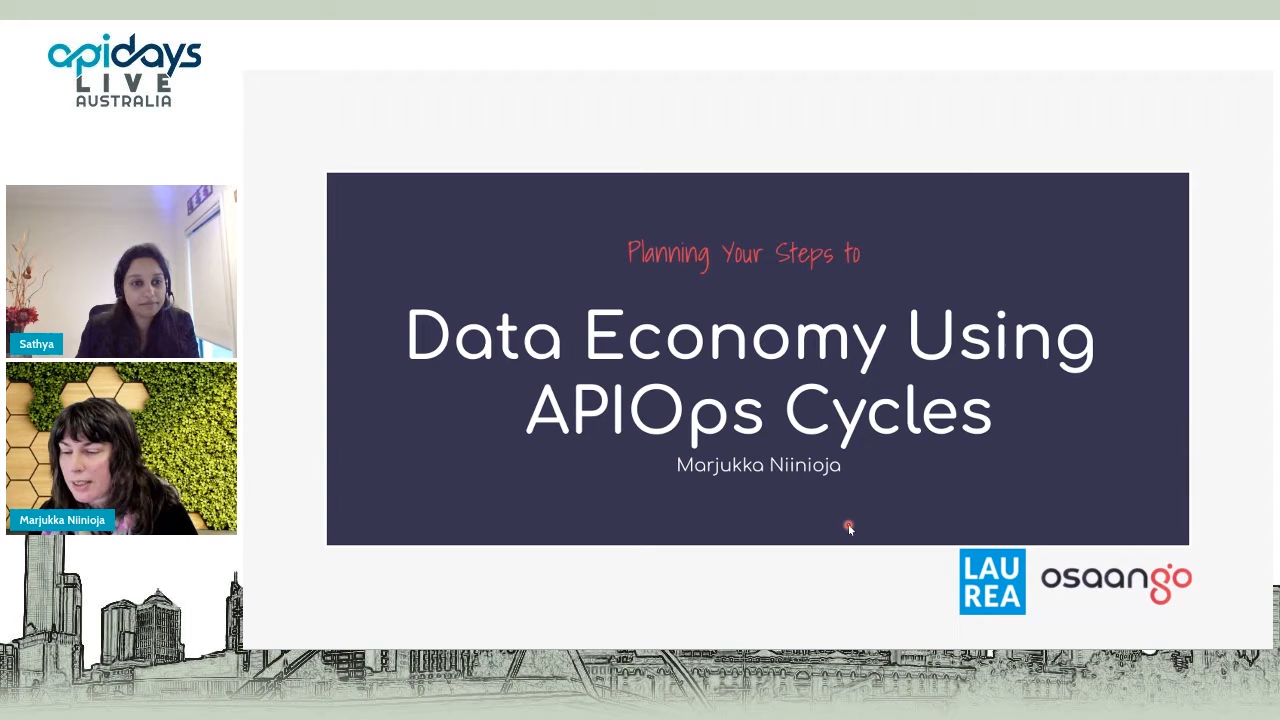 apidays
LIVE
AUSTRALIA
Sathya
Marjukka Niinioja
Planning Your Steps to
Data Economy Using
APIOps Cycles
Marjukka Niinioja
LAU
REA
osaango